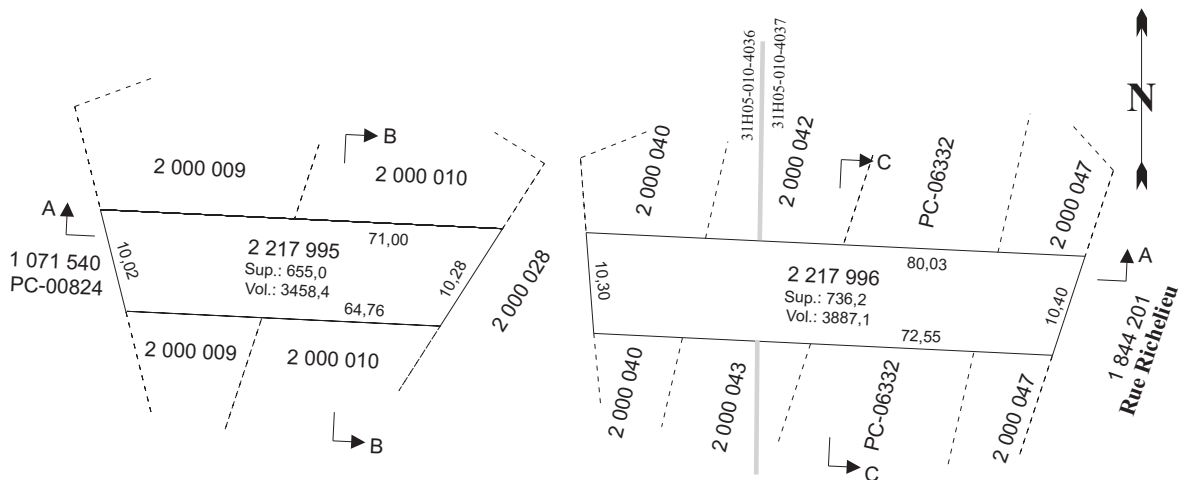 31H05-010-4036
31H05-010-4037
N
B
2 000 009
2 000 010
A
10,02
71,00
2 217 995
Sup.: 655,0
Vol.: 3458,4
10,28
64,76
1 071 540
PC-00824
2 000 028
2 000 009
2 000 010
B
2 000 040
2 000 042
C
PC-06332
2 000 047
A
10,30
80,03
2 217 996
Sup.: 736,2
Vol.: 3887,1
10,40
72,55
1 844 201
Rue Richelieu
2 000 040
2 000 043
PC-06332
2 000 047
C